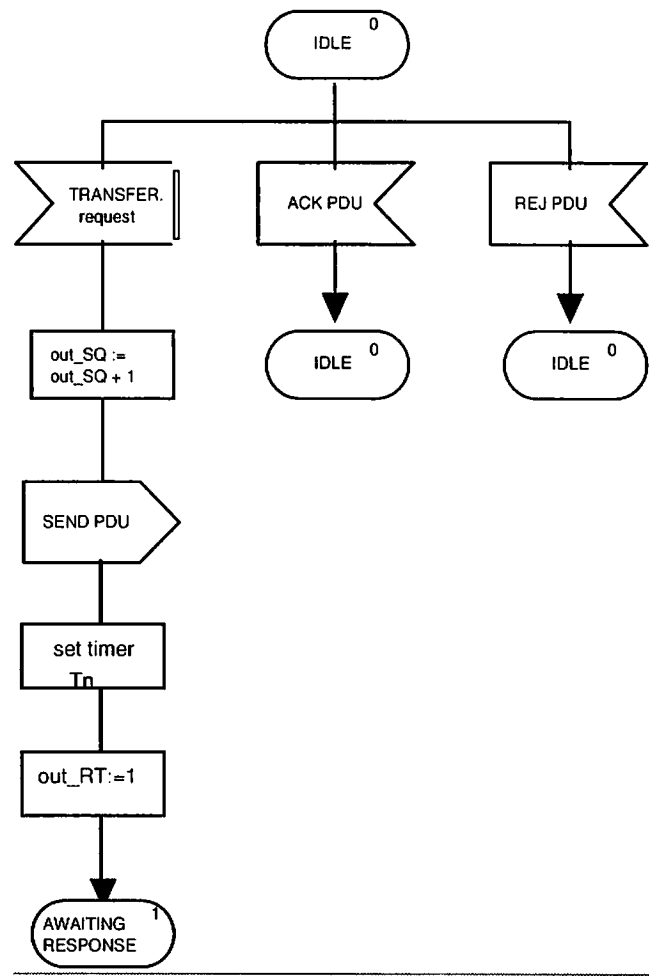 0
IDLE
TRANSFER.
request
ACK PDU
REJ PDU
out_SQ :=
out_SQ + 1
0
IDLE
0
IDLE
SEND PDU
set timer
Tn
out_RT:=1
1
AWAITING
RESPONSE